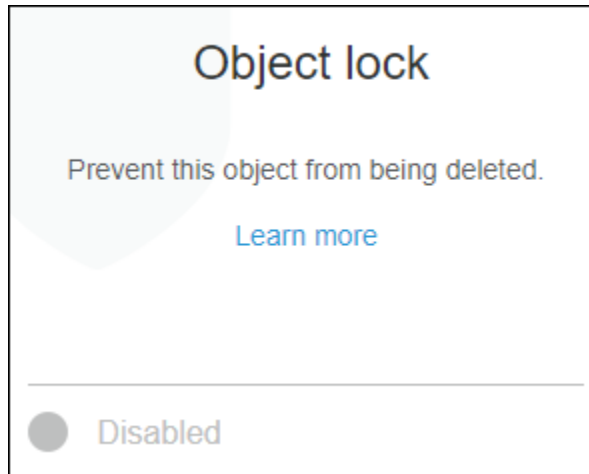 Object lock
Prevent this object from being deleted.
Learn more
Disabled